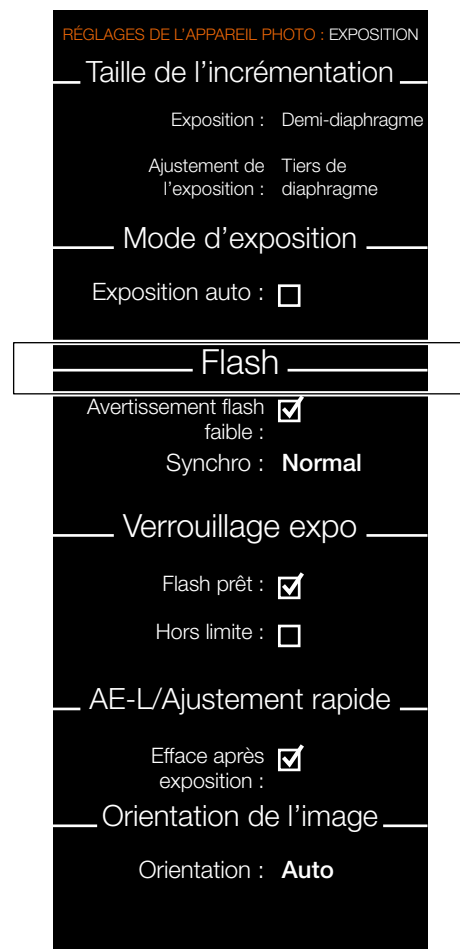 RÉGLAGES DE L'APPAREIL PHOTO : EXPOSITION
Taille de l'incrémentation
Exposition : Demi-diaphragme
Ajustement de Tiers de
l'exposition : diaphragme
Mode d'exposition
Exposition auto :
Flash
Avertissement flash
faible :
Synchro : Normal
Verrouillage expo
Flash prêt :
Hors limite :
AE-L/Ajustement rapide
Efface après
exposition :
Orientation de l'image
Orientation : Auto